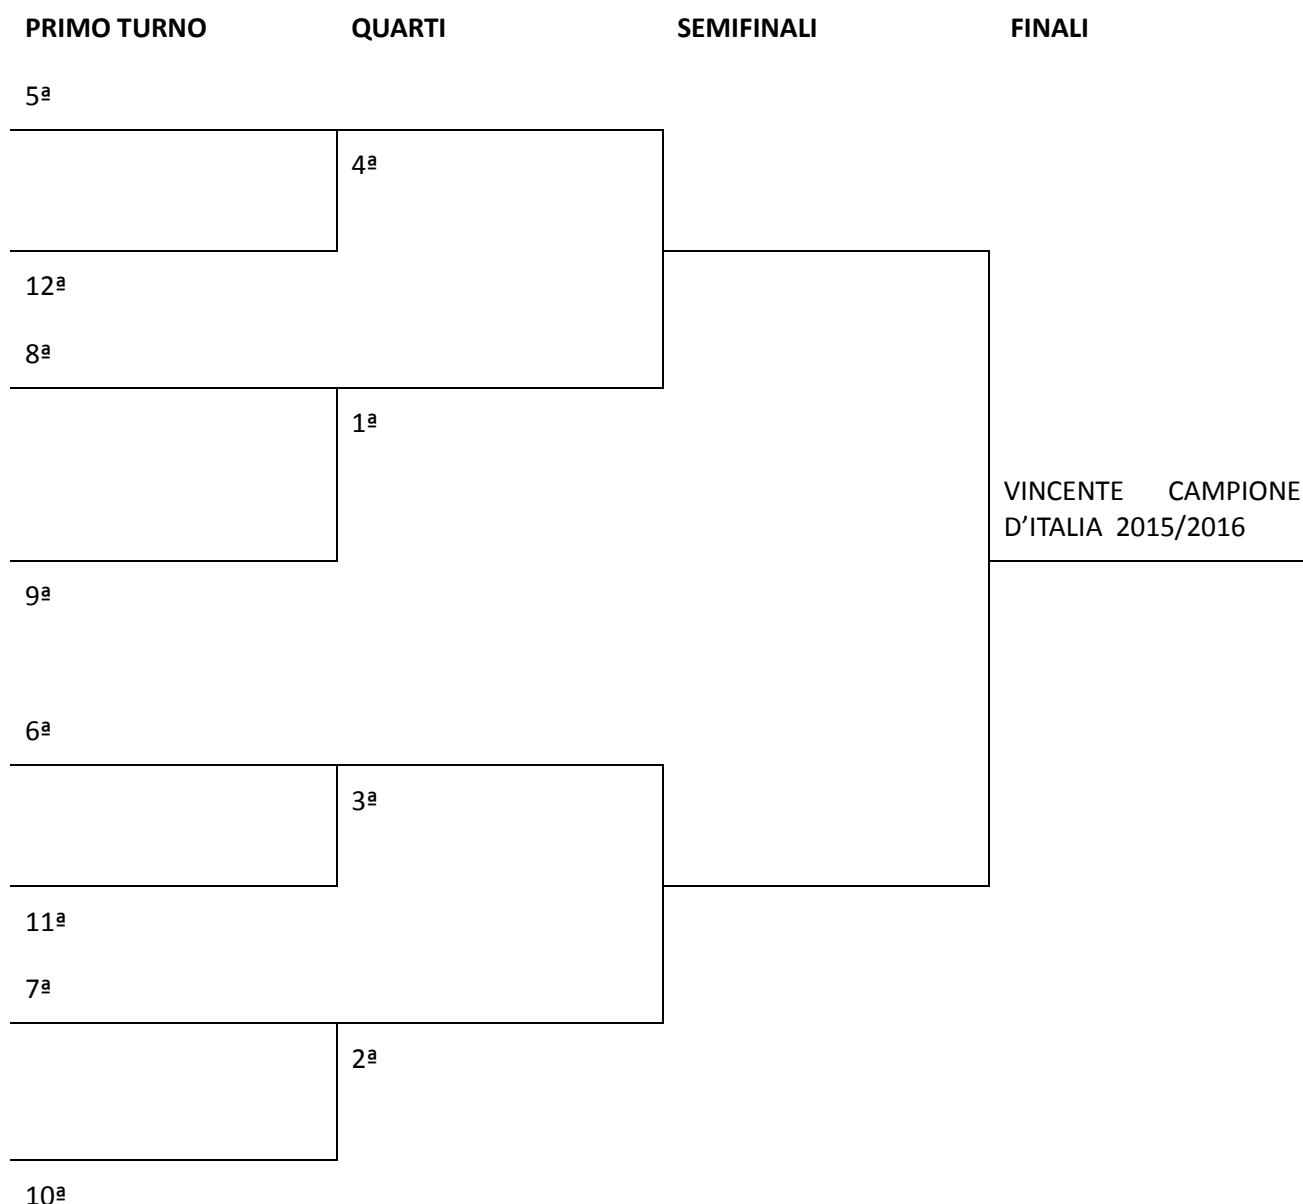 PRIMO TURNO QUARTI SEMIFINALI FINALI
5ª
4ª
12ª
8ª
1ª
VINCENTE CAMPIONE
D’ITALIA 2015/2016
9ª
6ª
3ª
11ª
7ª
2ª
10ª